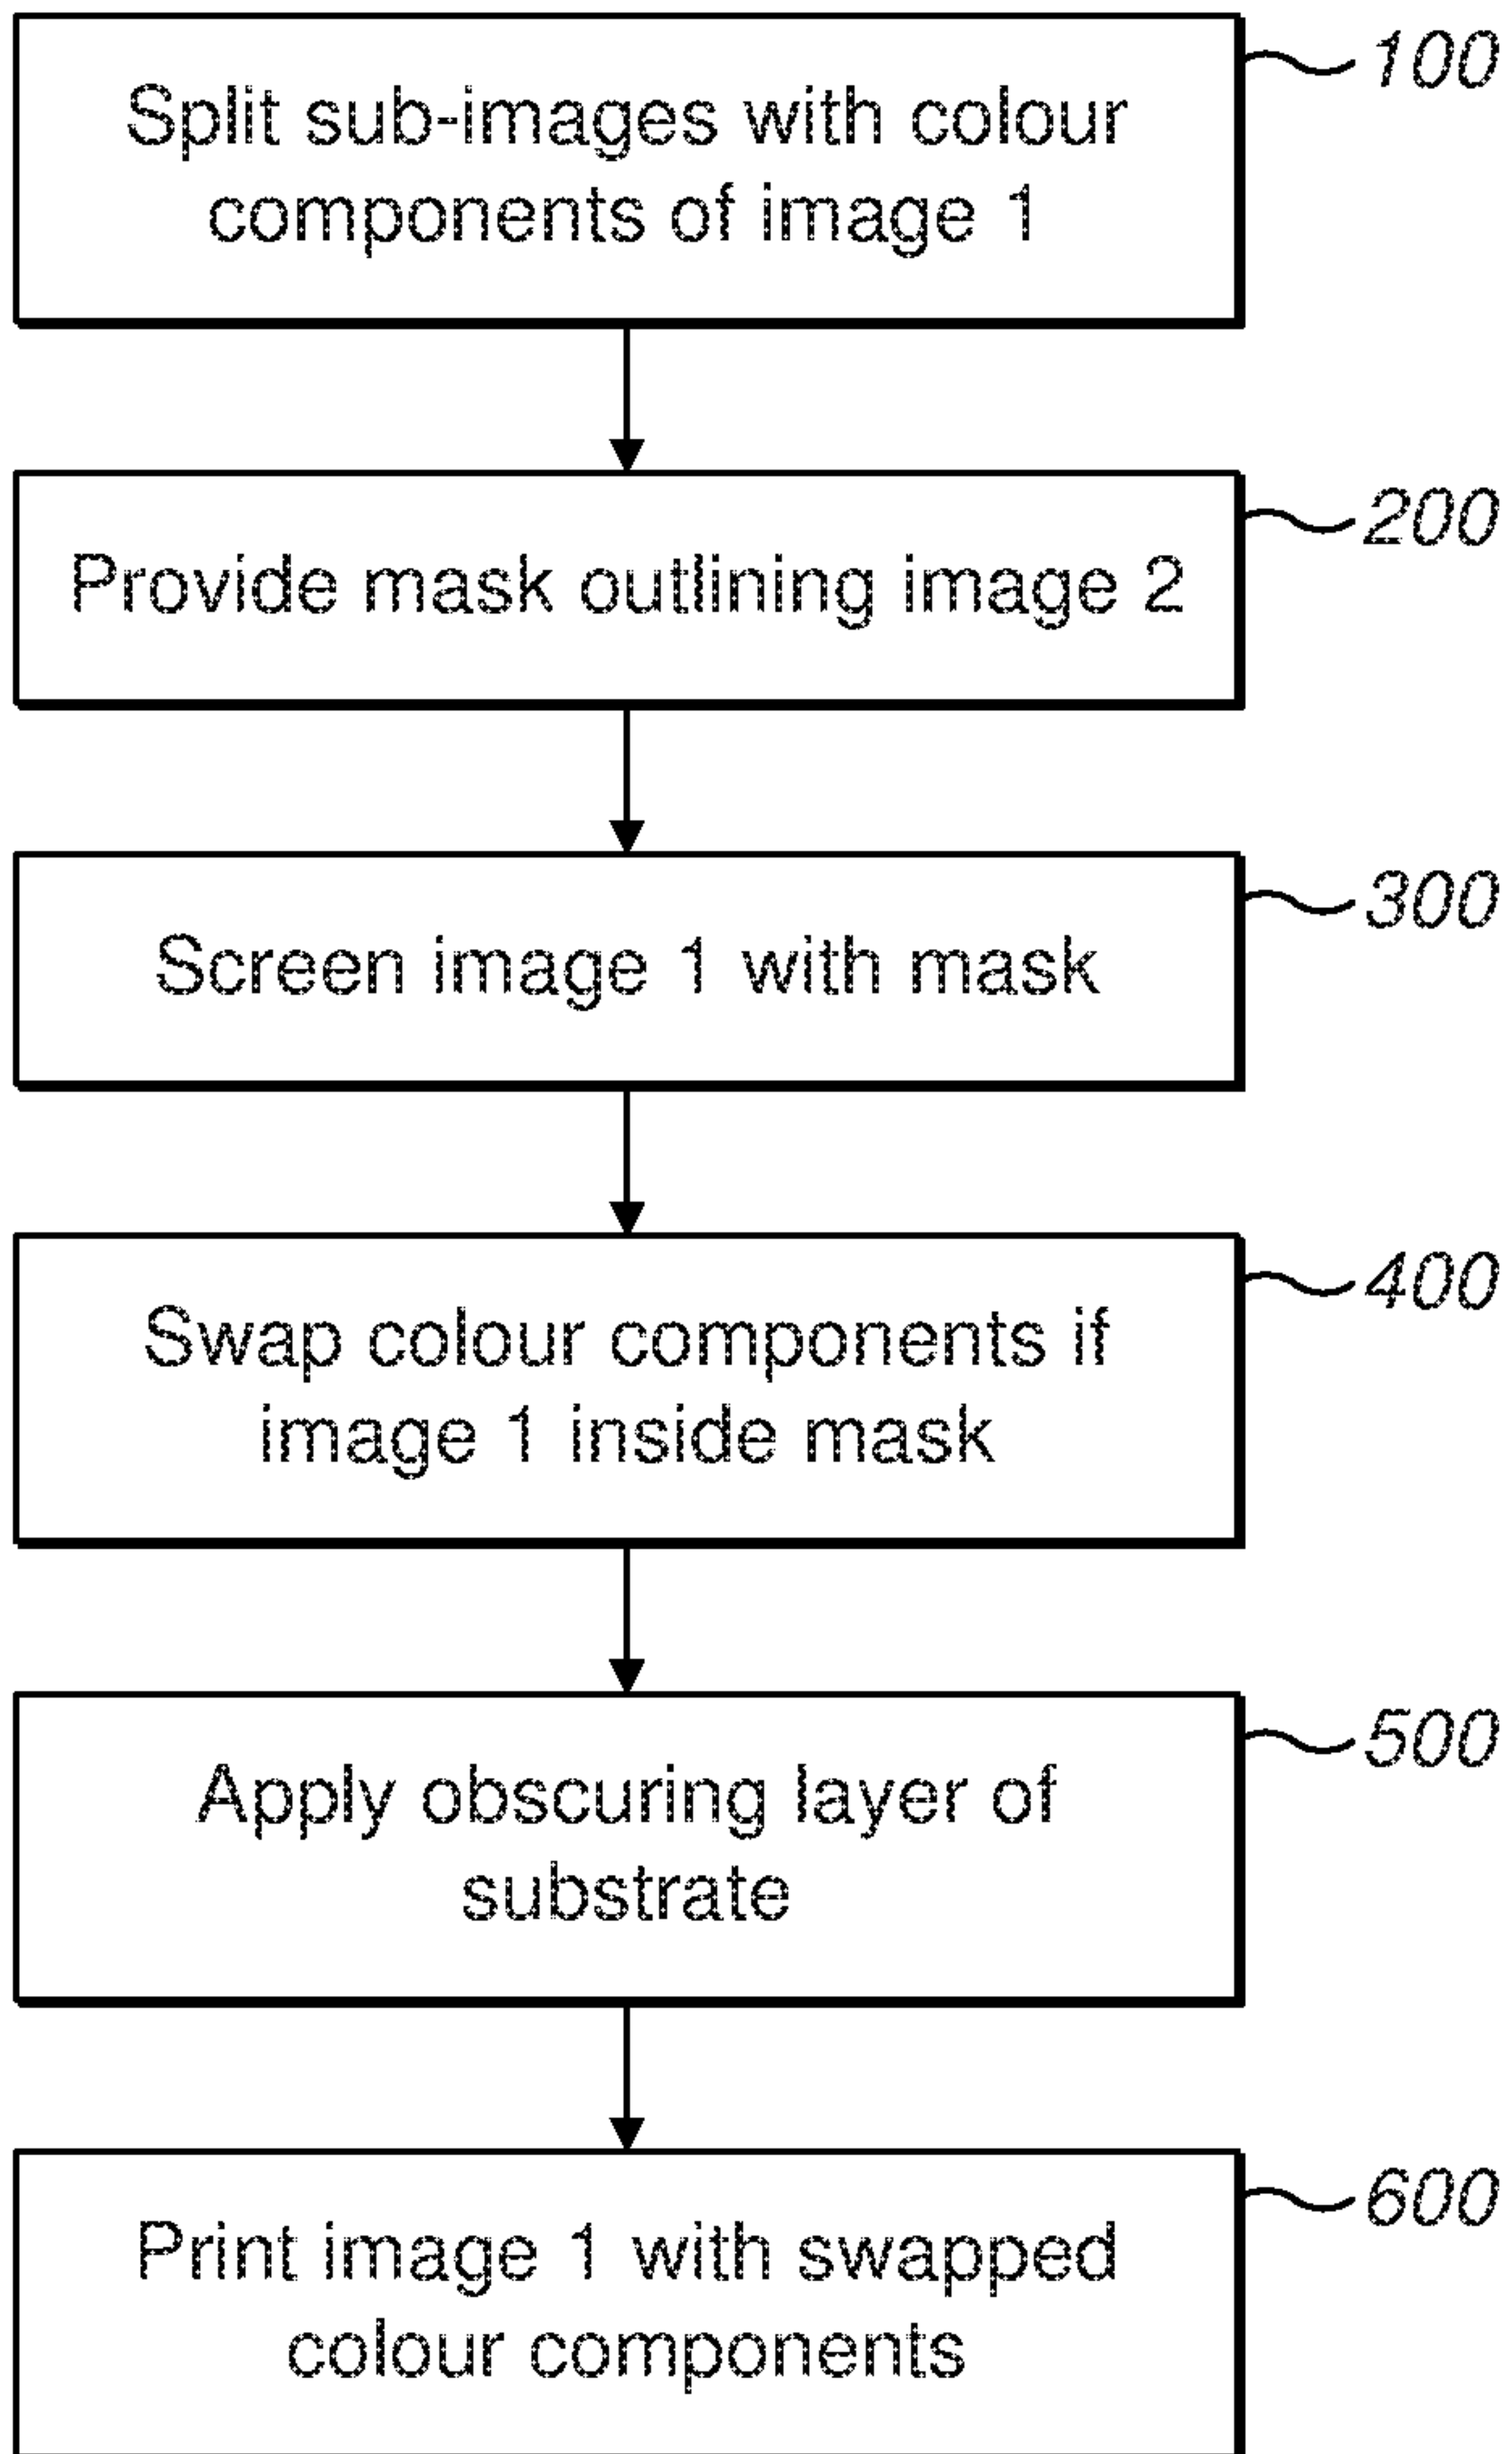 100
Split sub-images with colour
components of image 1
200
Provide mask outlining image 2
300
Screen image 1 with mask
400
Swap colour components if
image 1 inside mask
500
Apply obscuring layer of
substrate
600
Print image 1 with swapped
colour components